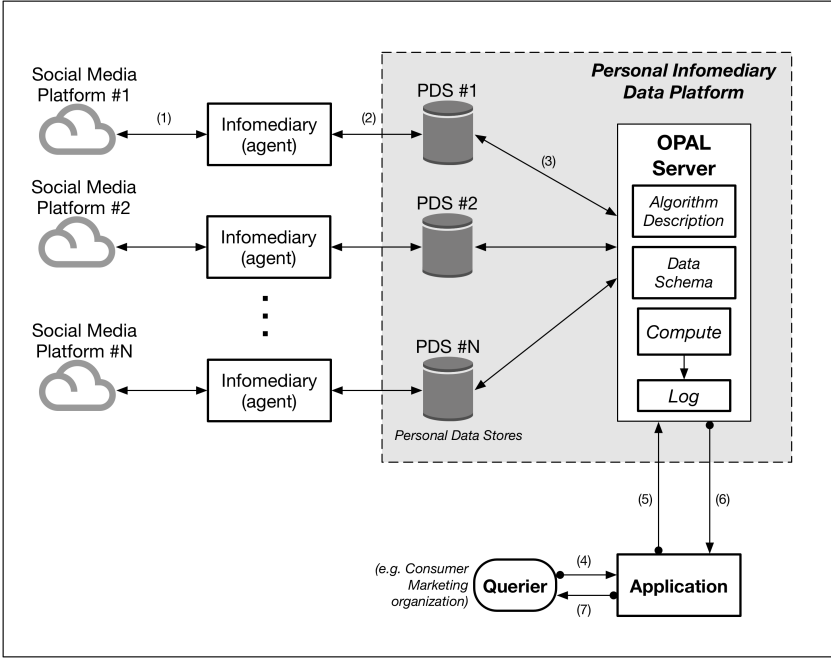 Social Media
Platform #1
(1)
Infomediary
(agent)
(2)
PDS #1
Personal Infomediary
Data Platform
(3)
OPAL
Server
Algorithm
Description
Data
Schema
Compute
Log
Social Media
Platform #2
Infomediary
(agent)
PDS #2
Social Media
Platform #N
Infomediary
(agent)
PDS #N
Personal Data Stores
(5)
(6)
(e.g. Consumer
Marketing
organization)
Querier
(4)
(7)
Application